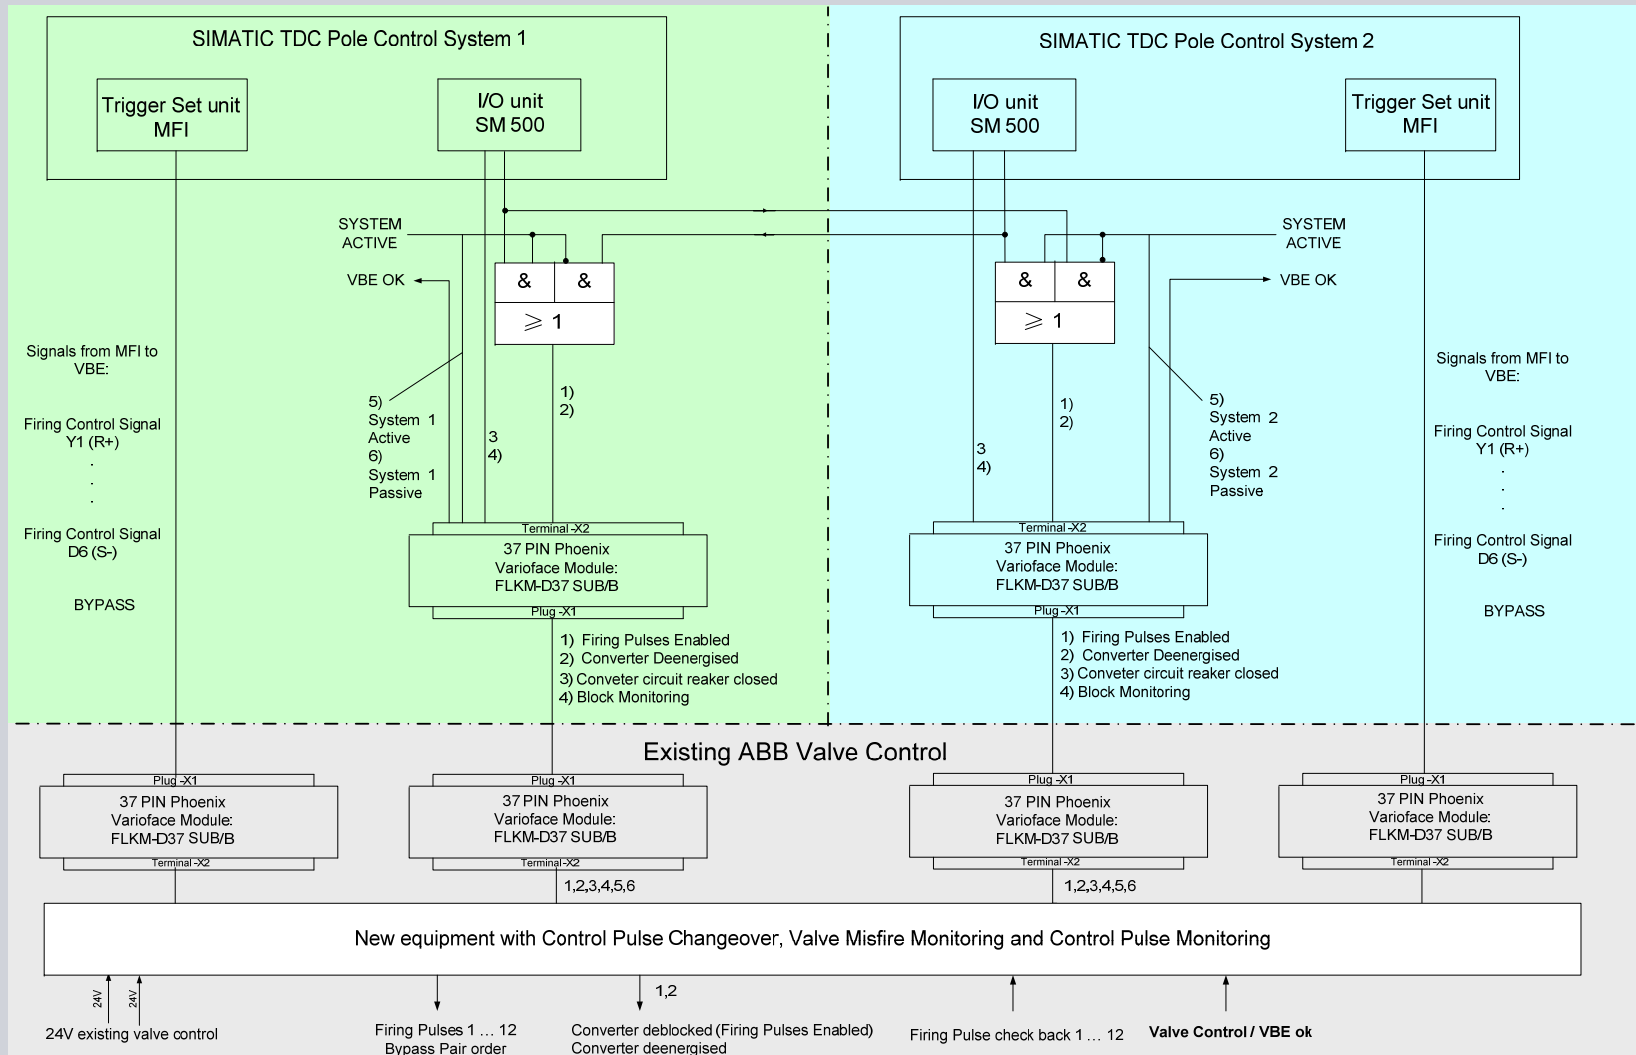 SIMATIC TDC Pole Control System 1
Trigger Set unit
MFI
I/O unit
SM 500
SYSTEM
ACTIVE
VBE OK
&
&
≥ 1
Signals from MFI to
VBE:
Firing Control Signal
Y1 (R+)
.
.
.
Firing Control Signal
D6 (S-)
BYPASS
5)
System 1
Active
6)
System 1
Passive
3
4)
1)
2)
Terminal -X2
37 PIN Phoenix
Varioface Module:
FLKM-D37 SUB/B
Plug -X1
1) Firing Pulses Enabled
2) Converter Deenergised
3) Conveter circuit reaker closed
4) Block Monitoring
SIMATIC TDC Pole Control System 2
I/O unit
SM 500
Trigger Set unit
MFI
SYSTEM
ACTIVE
VBE OK
&
&
≥ 1
3
4)
1)
2)
5)
System 2
Active
6)
System 2
Passive
Signals from MFI to
VBE:
Firing Control Signal
Y1 (R+)
.
.
.
Firing Control Signal
D6 (S-)
BYPASS
Terminal -X2
37 PIN Phoenix
Varioface Module:
FLKM-D37 SUB/B
Plug -X1
1) Firing Pulses Enabled
2) Converter Deenergised
3) Conveter circuit reaker closed
4) Block Monitoring
Existing ABB Valve Control
Plug -X1
37 PIN Phoenix
Varioface Module:
FLKM-D37 SUB/B
Terminal -X2
Plug -X1
37 PIN Phoenix
Varioface Module:
FLKM-D37 SUB/B
Terminal -X2
1,2,3,4,5,6
Plug -X1
37 PIN Phoenix
Varioface Module:
FLKM-D37 SUB/B
Terminal -X2
1,2,3,4,5,6
Plug -X1
37 PIN Phoenix
Varioface Module:
FLKM-D37 SUB/B
Terminal -X2
New equipment with Control Pulse Changeover, Valve Misfire Monitoring and Control Pulse Monitoring
24V
24V
24V existing valve control
Firing Pulses 1 ... 12
Bypass Pair order
1,2
Converter deblocked (Firing Pulses Enabled)
Converter deenergised
Firing Pulse check back 1 ... 12
Valve Control / VBE ok